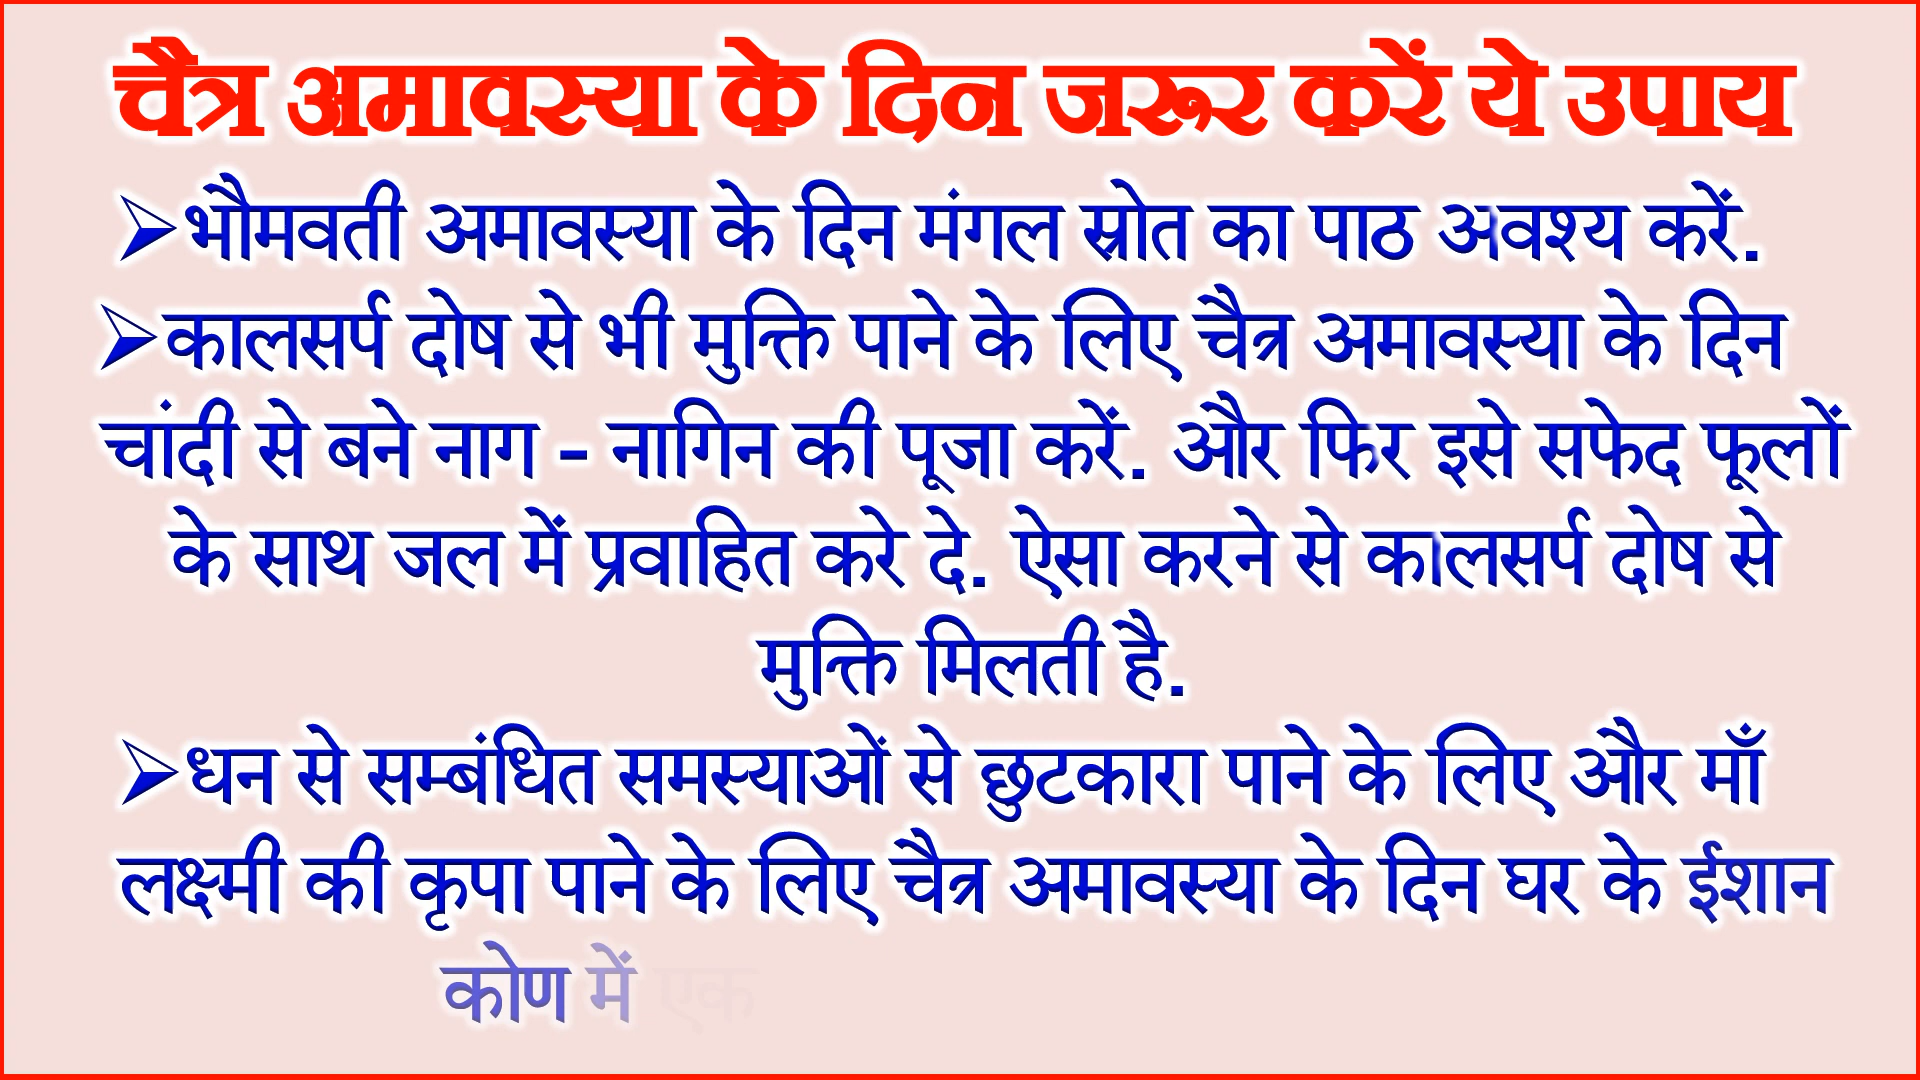 चैत्र अमावस्या के दिन जरूर करें ये उपाय
➢भौमवती अमावस्या के दिन मंगल स्रोत का पाठ अवश्य करें.
➢कालसर्प दोष से भी मुक्ति पाने के लिए चैत्र अमावस्या के दिन
चांदी से बने नाग - नागिन की पूजा करें. और फिर इसे सफेद फूलों
के साथ जल में प्रवाहित करे दे. ऐसा करने से कालसर्प दोष से
मुक्ति मिलती है.
➢धन से सम्बंधित समस्याओं से छुटकारा पाने के लिए और माँ
लक्ष्मी की कृपा पाने के लिए चैत्र अमावस्या के दिन घर के ईशान
कोण में एक